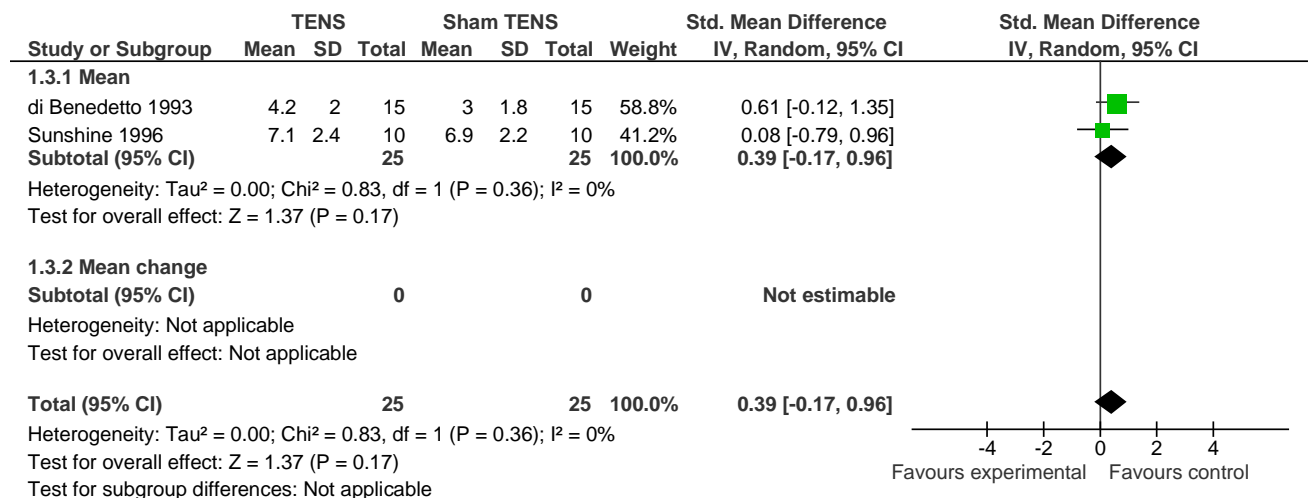 TENS Sham TENS Std. Mean Difference Std. Mean Difference
Study or Subgroup Mean SD Total Mean SD Total Weight IV, Random, 95% CI IV, Random, 95% CI
1.3.1 Mean
di Benedetto 1993 4.2 2 15 3 1.8 15 58.8% 0.61 [-0.12, 1.35]
Sunshine 1996 7.1 2.4 10 6.9 2.2 10 41.2% 0.08 [-0.79, 0.96]
Subtotal (95% CI) 25 25 100.0% 0.39 [-0.17, 0.96]
Heterogeneity: Tau² = 0.00; Chi² = 0.83, df = 1 (P = 0.36); I² = 0%
Test for overall effect: Z = 1.37 (P = 0.17)
1.3.2 Mean change
Subtotal (95% CI) 0 0 Not estimable
Heterogeneity: Not applicable
Test for overall effect: Not applicable
Total (95% CI) 25 25 100.0% 0.39 [-0.17, 0.96]
Heterogeneity: Tau² = 0.00; Chi² = 0.83, df = 1 (P = 0.36); I² = 0%
Test for overall effect: Z = 1.37 (P = 0.17)
Test for subgroup differences: Not applicable
-4 -2 0 2 4
Favours experimental Favours control